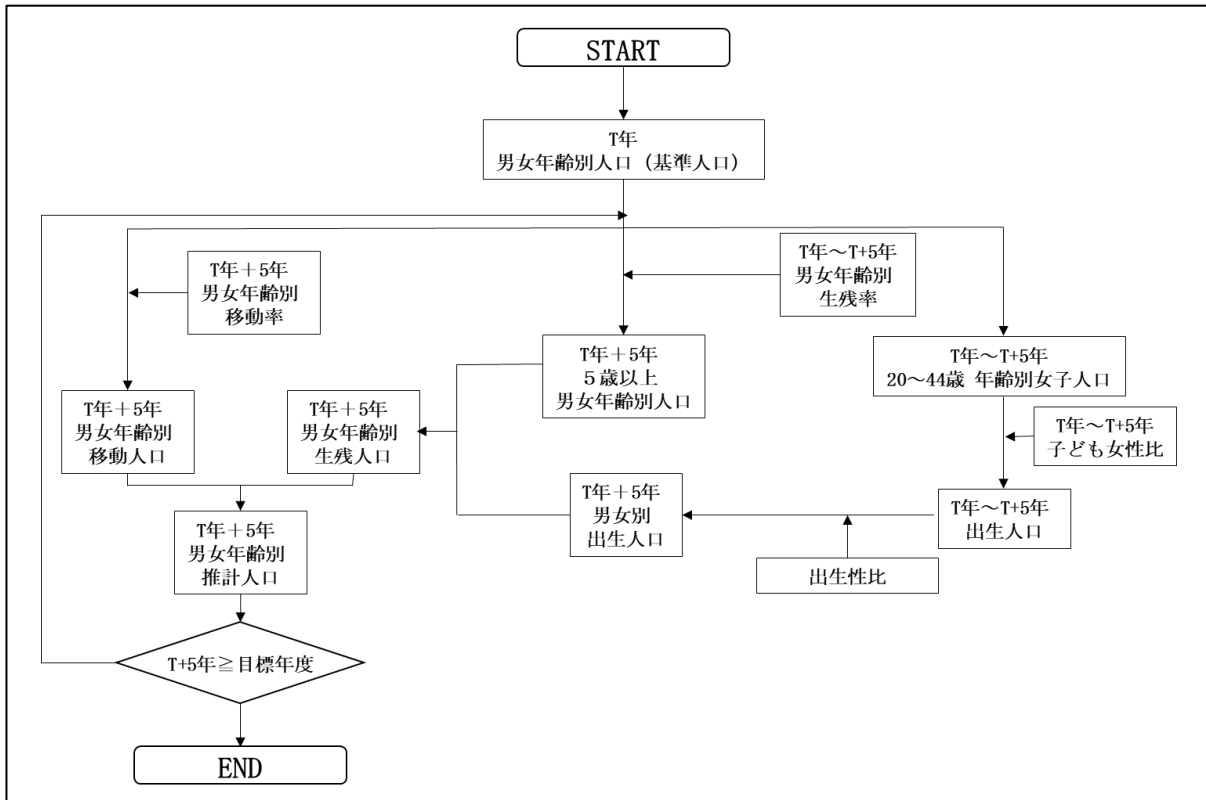 START
T年
男女年齢別人口（基準人口）
T年＋5年
男女年齢別
移動率
T年～T+5年
男女年齢別
生残率
T年＋5年
５歳以上
男女年齢別人口
T年～T+5年
20～44歳 年齢別女子人口
T年＋5年
男女年齢別
移動人口
T年＋5年
男女年齢別
生残人口
T年～T+5年
子ども女性比
T年＋5年
男女別
出生人口
T年～T+5年
出生人口
T年＋5年
男女年齢別
推計人口
出生性比
T+5年≧目標年度
END